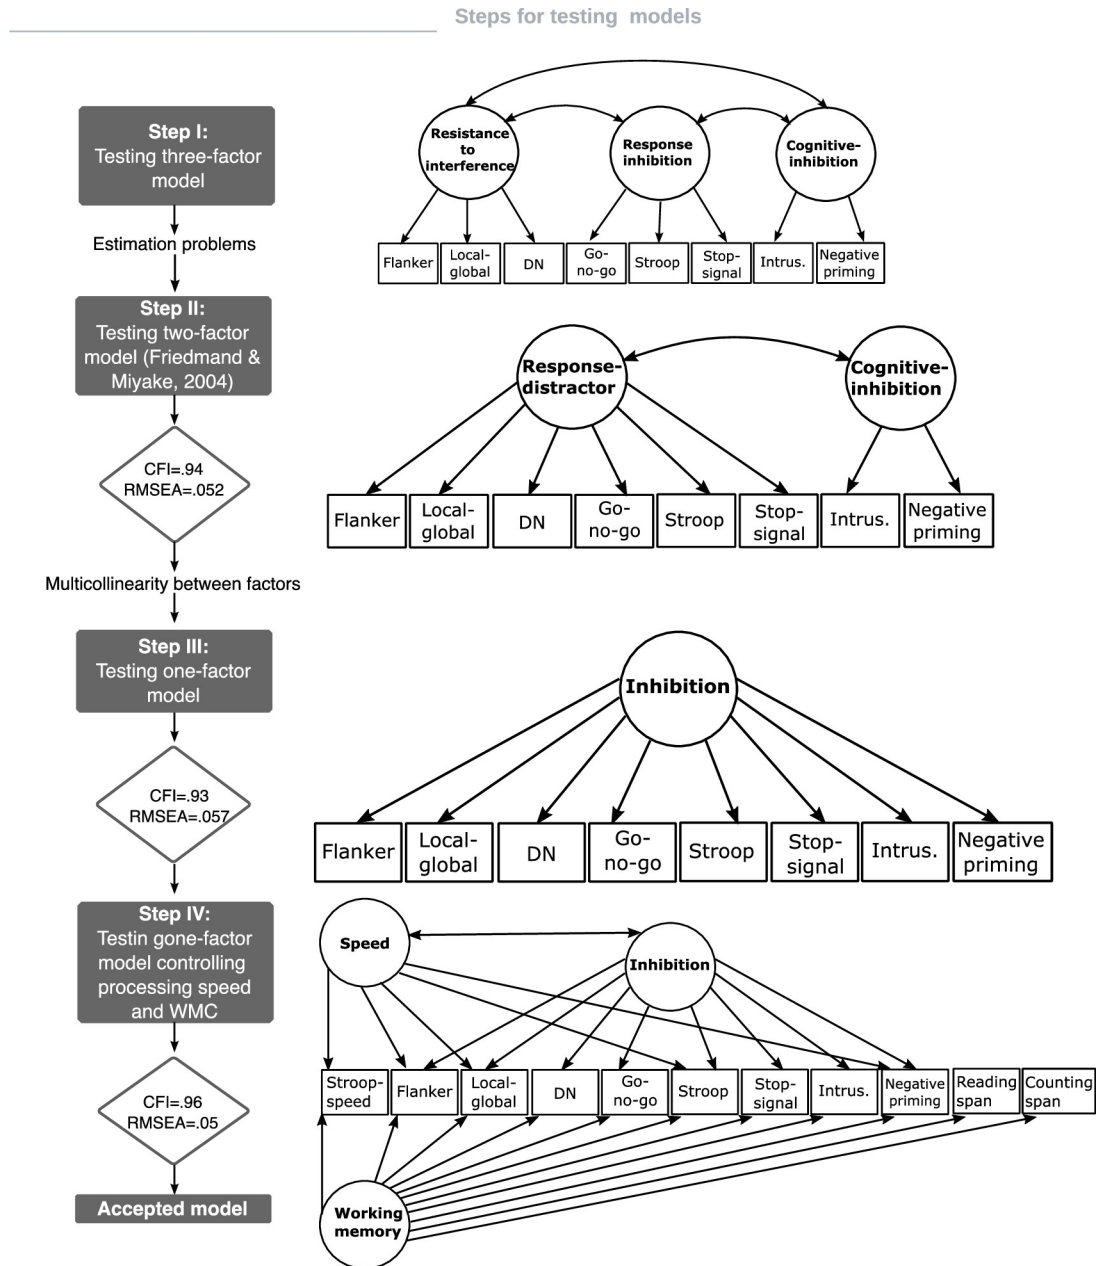 Steps for testing models
Step I:
Testing three-factor
model
Estimation problems
Step II:
Testing two-factor
model (Friedmand &
Miyake, 2004)
CFI=.94
RMSEA=.052
Multicollinearity between factors
Step III:
Testing one-factor
model
CFI=.93
RMSEA=.057
Step IV:
Testin gone-factor
model controlling
processing speed
and WMC
CFI=.96
RMSEA=.05
Accepted model
Resistance
to
interference
Response
inhibition
Cognitive-
inhibition
Flanker
Local-
global
DN
Go-
no-go
Stroop
Stop-
signal
Intrus.
Negative
priming
Response-
distractor
Cognitive-
inhibition
Flanker
Local-
global
DN
Go-
no-go
Stroop
Stop-
signal
Intrus.
Negative
priming
Inhibition
Flanker
Local-
global
DN
Go-
no-go
Stroop
Stop-
signal
Intrus.
Negative
priming
Speed
Inhibition
Stroop-
speed
Flanker
Local-
global
DN
Go-
no-go
Stroop
Stop-
signal
Intrus.
Negative
priming
Reading
span
Counting
span
Working
memory